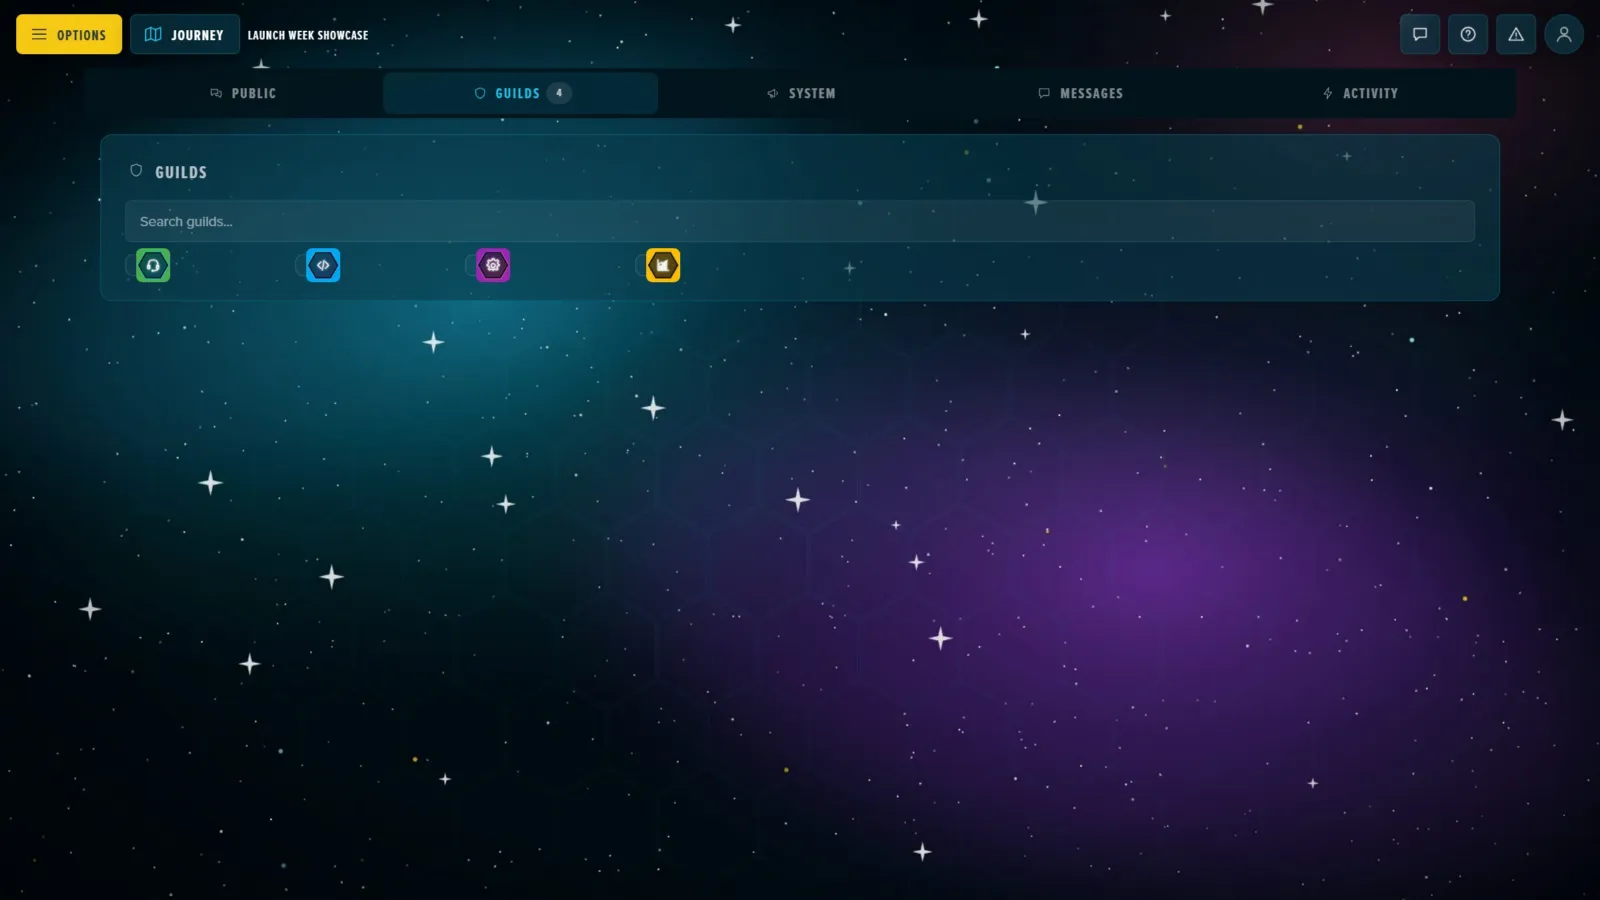 OPTIONS
JOURNEY
LAUNCH WEEK SHOWCASE
PUBLIC
GUILDS 4
SYSTEM
MESSAGES
ACTIVITY
GUILDS
Search guilds...